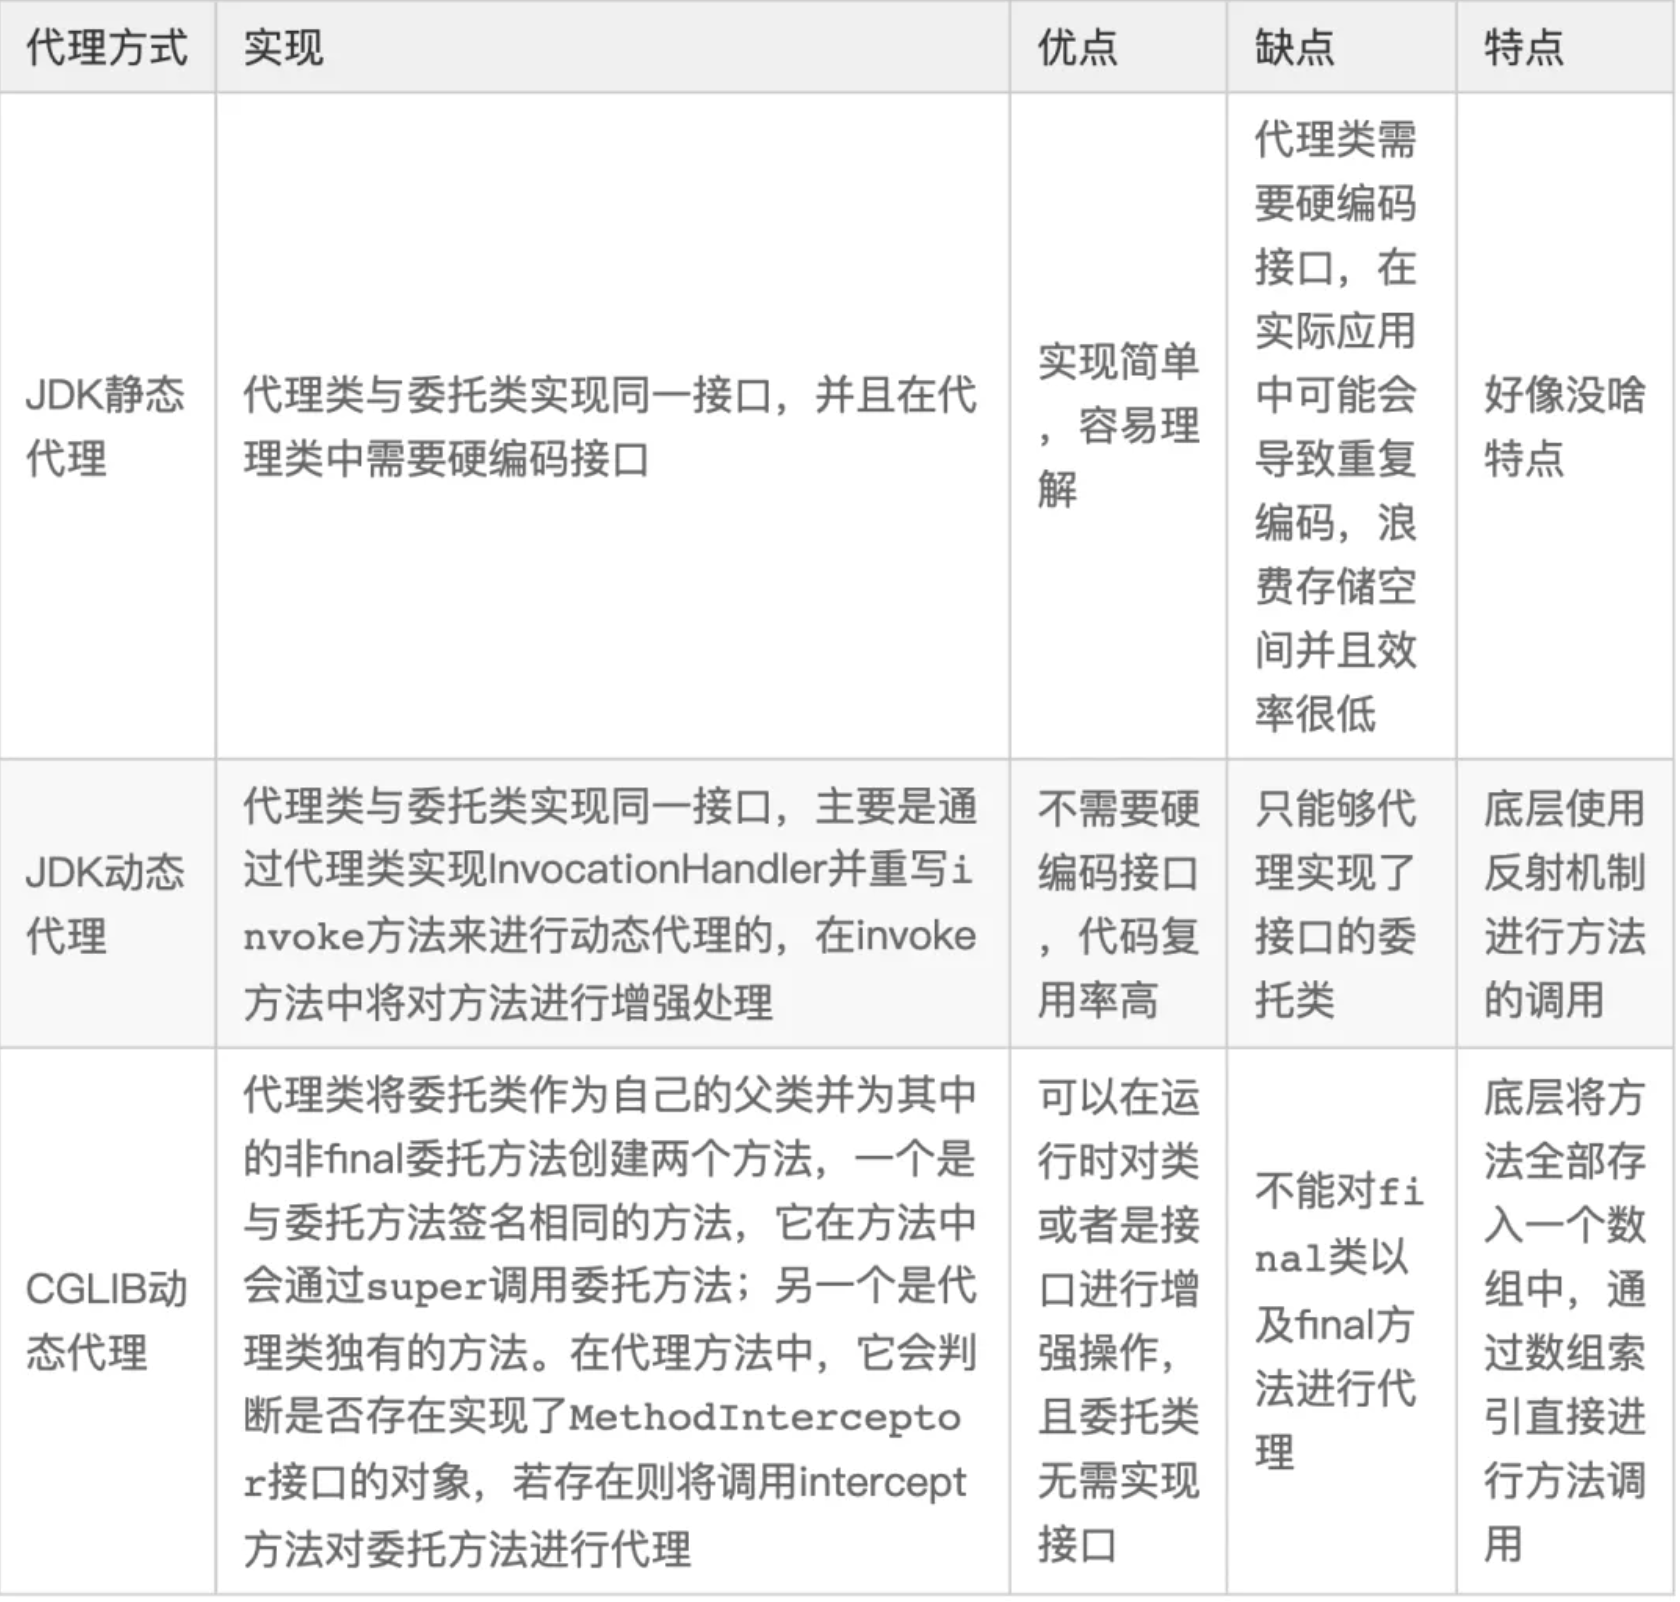 代理方式
实现
优点
缺点
特点
JDK静态
代理
代理类与委托类实现同一接口，并且在代
理类中需要硬编码接口
实现简单
，容易理
解
代理类需
要硬编码
接口，在
实际应用
中可能会
导致重复
编码，浪
费存储空
间并且效
率很低
好像没啥
特点
JDK动态
代理
代理类与委托类实现同一接口，主要是通
过代理类实现InvocationHandler并重写i
nvoke方法来进行动态代理的，在invoke
方法中将对方法进行增强处理
不需要硬
编码接口
，代码复
用率高
只能够代
理实现了
接口的委
托类
底层使用
反射机制
进行方法
的调用
CGLIB动
态代理
代理类将委托类作为自己的父类并为其中
的非final委托方法创建两个方法，一个是
与委托方法签名相同的方法，它在方法中
会通过super调用委托方法；另一个是代
理类独有的方法。在代理方法中，它会判
断是否存在实现了MethodIntercepto
r接口的对象，若存在则将调用intercept
方法对委托方法进行代理
可以在运
行时对类
或者是接
口进行增
强操作，
且委托类
无需实现
接口
不能对fi
nal类以
及final方
法进行代
理
底层将方
法全部存
入一个数
组中，通
过数组索
引直接进
行方法调
用